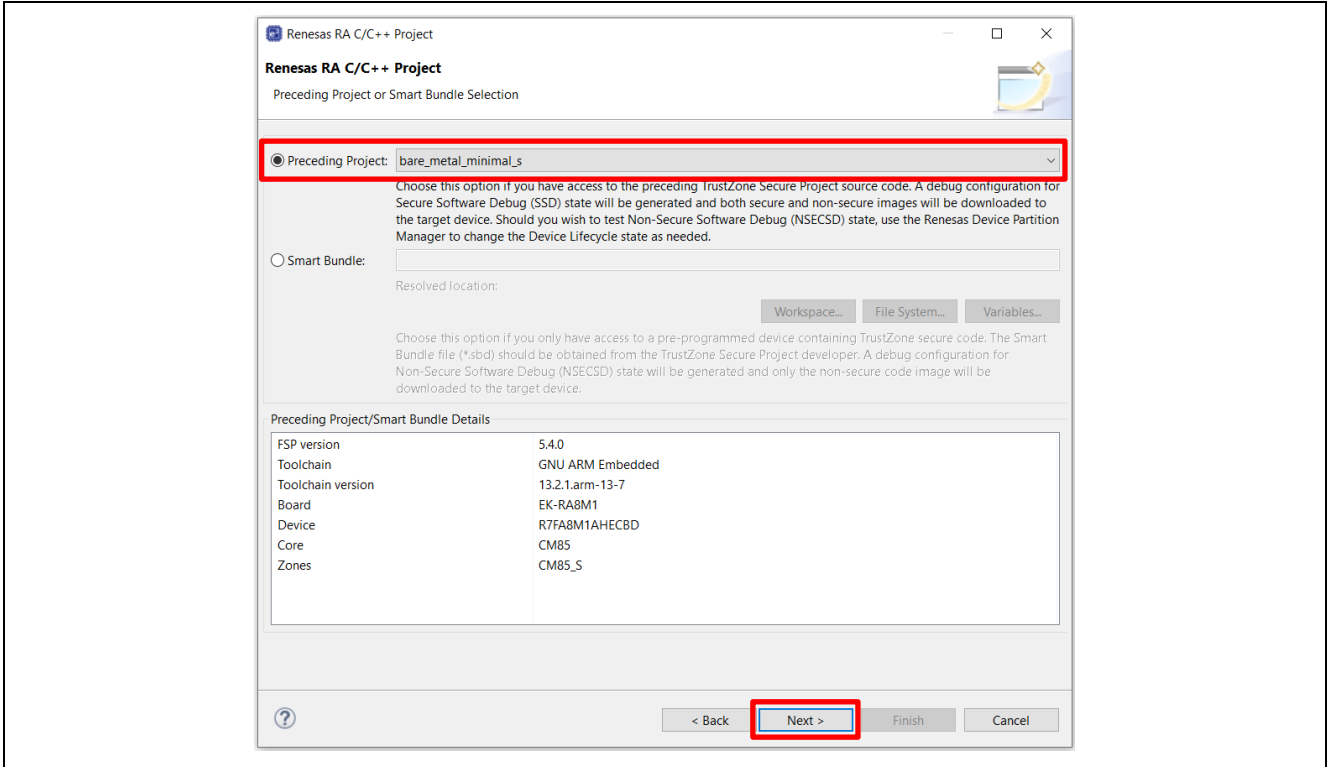 Renesas RA C/C++ Project
Renesas RA C/C++ Project
Preceding Project or Smart Bundle Selection
Preceding Project: bare_metal_minimal_s
Choose this option if you have access to the preceding TrustZone Secure Project source code. A debug configuration for
Secure Software Debug (SSD) state will be generated and both secure and non-secure images will be downloaded to
the target device. Should you wish to test Non-Secure Software Debug (NSECSD) state, use the Renesas Device Partition
Manager to change the Device Lifecycle state as needed.
Smart Bundle:
Resolved location:
Workspace... File System... Variables...
Choose this option if you only have access to a pre-programmed device containing TrustZone secure code. The Smart
Bundle file (*.sbd) should be obtained from the TrustZone Secure Project developer. A debug configuration for
Non-Secure Software Debug (NSECSD) state will be generated and only the non-secure code image will be
downloaded to the target device.
Preceding Project/Smart Bundle Details
FSP version 5.4.0
Toolchain GNU ARM Embedded
Toolchain version 13.2.1.arm-13-7
Board EK-RA8M1
Device R7FA8M1AHECBD
Core CM85
Zones CM85_S
? < Back Next > Finish Cancel